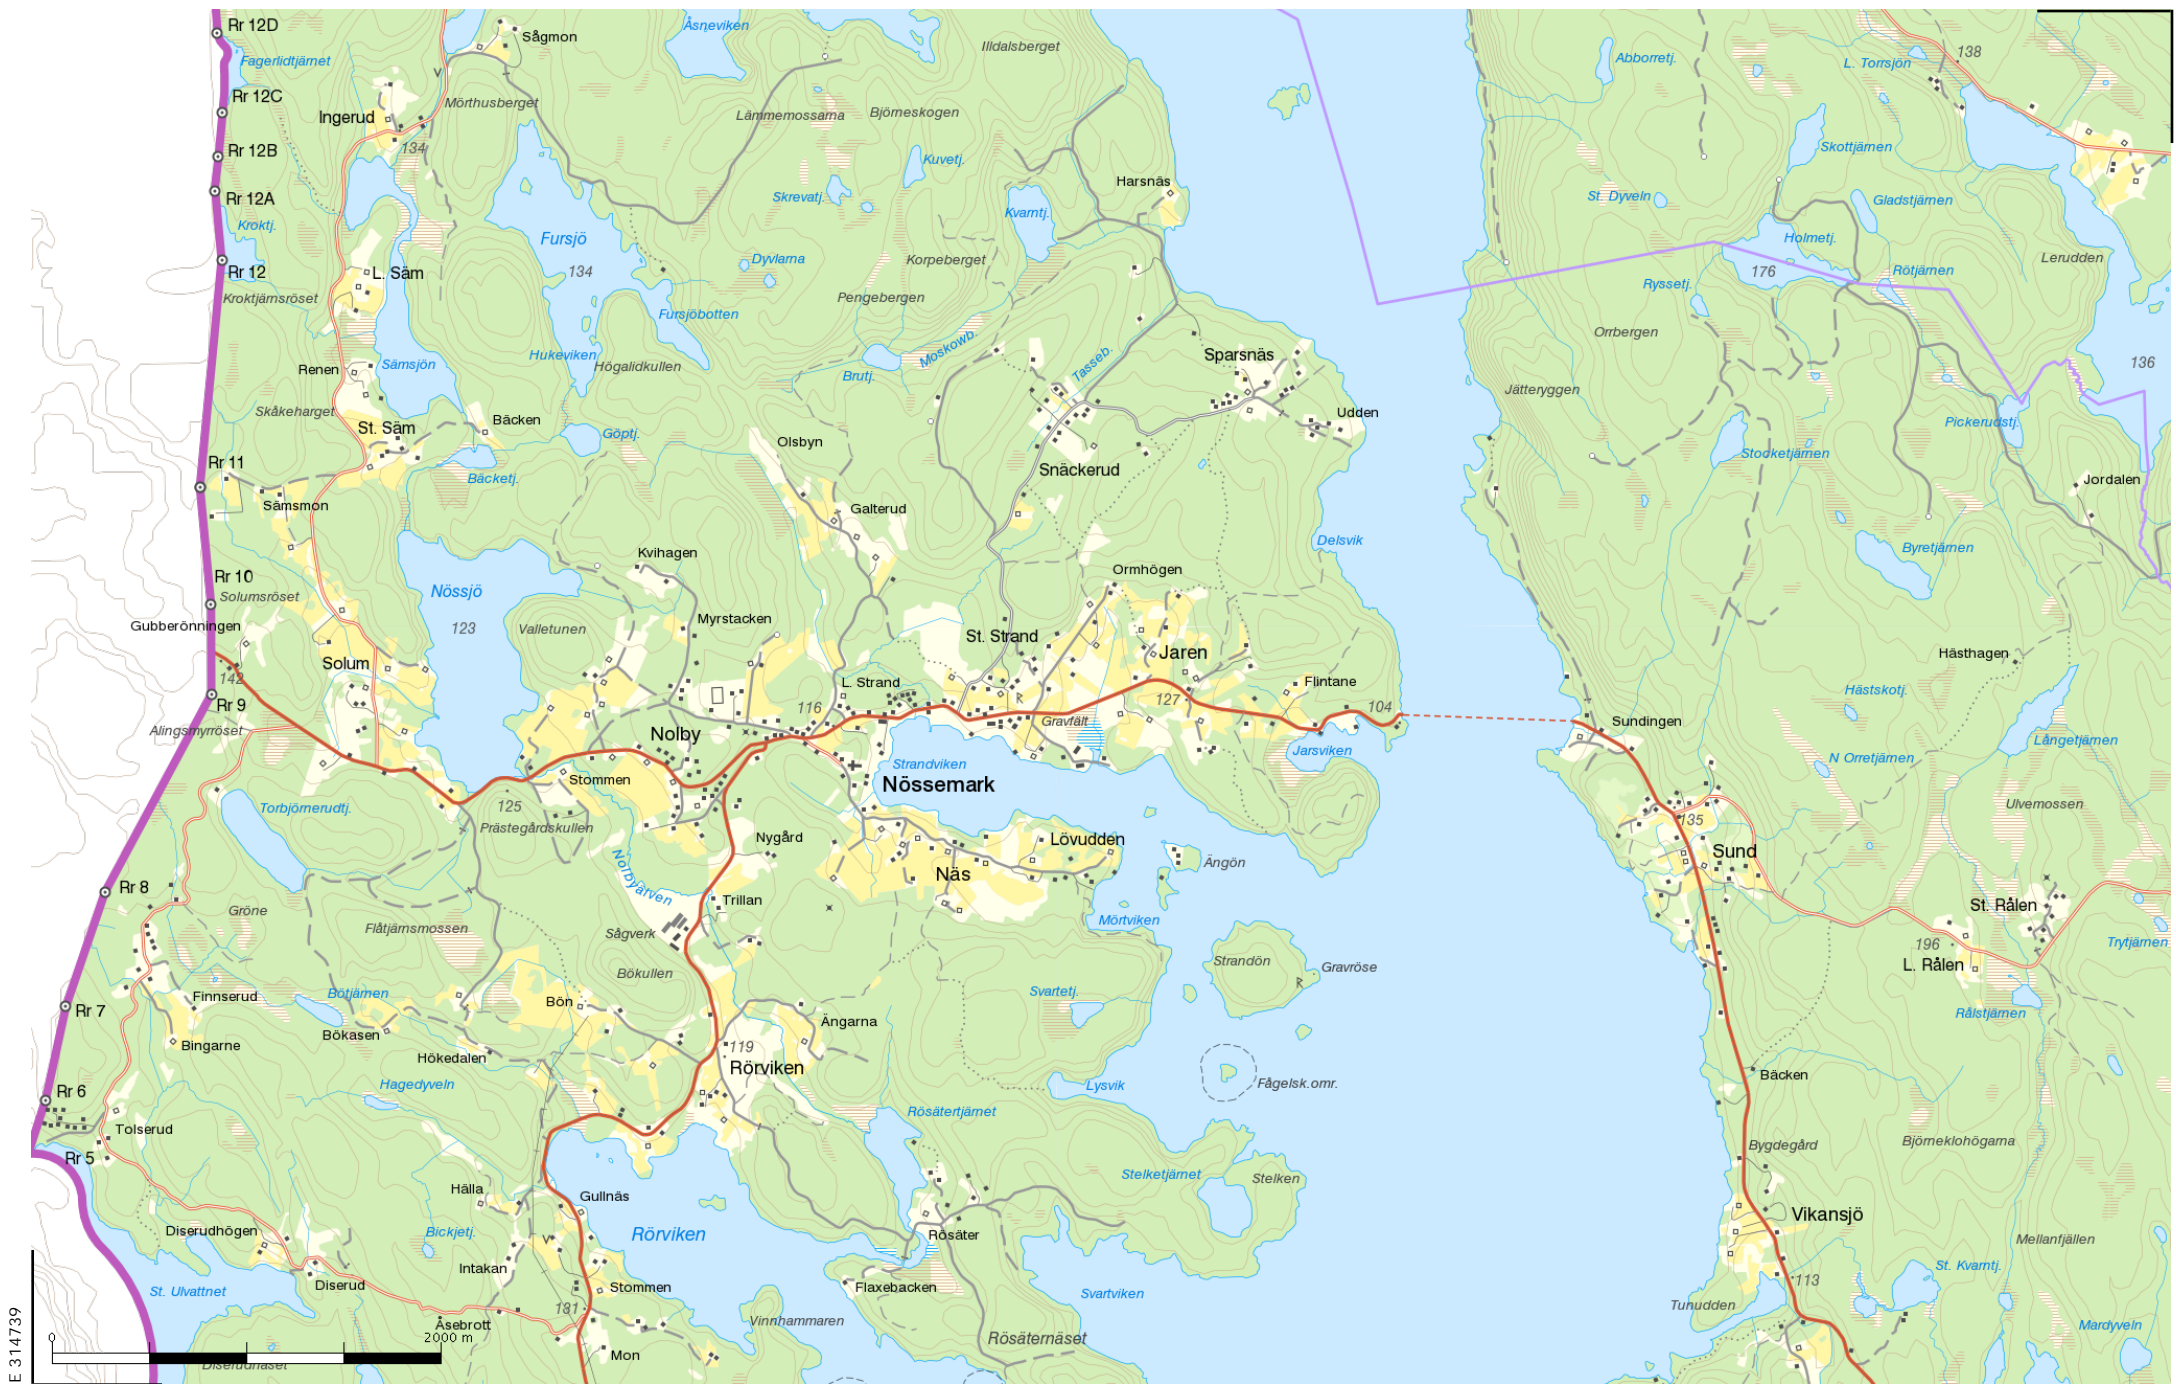 Rr 12D
Sågmon
Åsneviken
Illdalsberget
Abborretj.
L. Torrsjön
138
Fagerlidtjärnet
Rr 12C
Mörthusberget
Ingerud
Lämmemossarna
Björneskogen
134
Rr 12B
Kuvetj.
Skottjärnen
Harsnäs
Rr 12A
Skrevatj.
Kvarntj.
St. Dyveln
Gladstjärnen
Kroktj.
Fursjö
134
Holmetj.
Dyvlarna
Korpeberget
Lerudden
Rr 12
L. Säm
176
Rötjärnen
Kroktjärnsröset
Pengebergen
Ryssetj.
Fursjöbotten
Orrbergen
Hukeviken
Högalidkullen
Moskowb.
Tasseb.
Sparsnäs
136
Renen
Sämsjön
Brutj.
Jätteryggen
Skåkeharget
Bäcken
Udden
Pickerudstj.
St. Säm
Göptj.
Olsbyn
Stocketjärnen
Rr 11
Bäcketj.
Snäckerud
Jordalen
Sämsmon
Galterud
Delsvik
Byretjärnen
Kvihagen
Rr 10
Solumsröset
Nössjö
Ormhögen
Gubberönningen
123
Valletunen
Myrstacken
St. Strand
Jaren
Hästhagen
Solum
142
L. Strand
Flintane
Hästskotj.
Rr 9
116
127
104
Alingsmyrröset
Nolby
Gravfält
Sundingen
Långetjärnen
Strandviken
Jarsviken
N Orretjärnen
Stommen
Nössemark
Torbjörnerudtj.
125
Ulvemossen
Prästegårdskullen
135
Nygård
Lövudden
Sund
Nolbyälven
Ängön
Näs
Rr 8
Trillan
Gröne
St. Rålen
Flåtjärnsmossen
Sågverk
Mörtviken
196
Trytjärnen
Bökullen
Strandön
Gravröse
L. Rålen
Bötjärnen
Svartetj.
Finnserud
Bön
Rr 7
Rålstjärnen
Ängarna
Bökasen
Bingarne
119
Hökedalen
Rörviken
Bäcken
Hagedyveln
Lysvik
Fågelsk.omr.
Rr 6
Rösätertjärnet
Tolserud
Björneklohögarna
Bygdegård
Rr 5
Stelketjärnet
Stelken
Hälla
Gullnäs
Vikansjö
Diserudhögen
Bickjetj.
Rörviken
Rösäter
Mellanfjällen
Intakan
St. Kvarntj.
Diserud
Stommen
Flaxebacken
113
St. Ulvattnet
Svartviken
131
Tunudden
Åsebrott
Vinnhammaren
Mardyveln
0
2000 m
Rösäternäset
Diserudnäset
Mon
E 314739